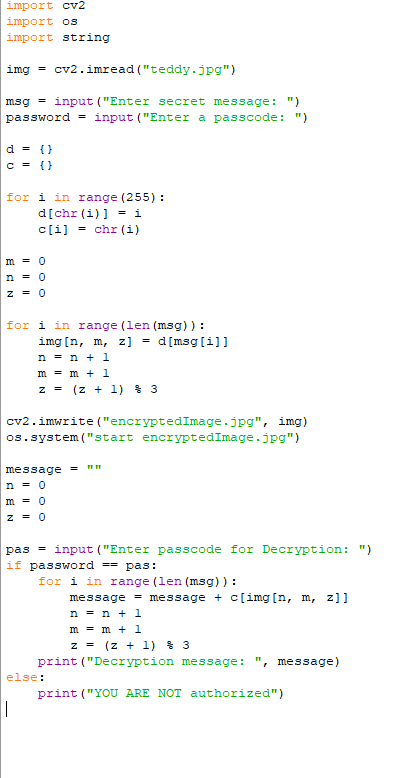 import cv2
import os
import string

img = cv2.imread("teddy.jpg")

msg = input("Enter secret message: ")
password = input("Enter a passcode: ")

d = {}
c = {}

for i in range(255):
    d[chr(i)] = i
    c[i] = chr(i)

m = 0
n = 0
z = 0

for i in range(len(msg)):
    img[n, m, z] = d[msg[i]]
    n = n + 1
    m = m + 1
    z = (z + 1) % 3

cv2.imwrite("encryptedImage.jpg", img)
os.system("start encryptedImage.jpg")

message = ""
n = 0
m = 0
z = 0

pas = input("Enter passcode for Decryption: ")
if password == pas:
    for i in range(len(msg)):
        message = message + c[img[n, m, z]]
        n = n + 1
        m = m + 1
        z = (z + 1) % 3
    print("Decryption message: ", message)
else:
    print("YOU ARE NOT authorized")